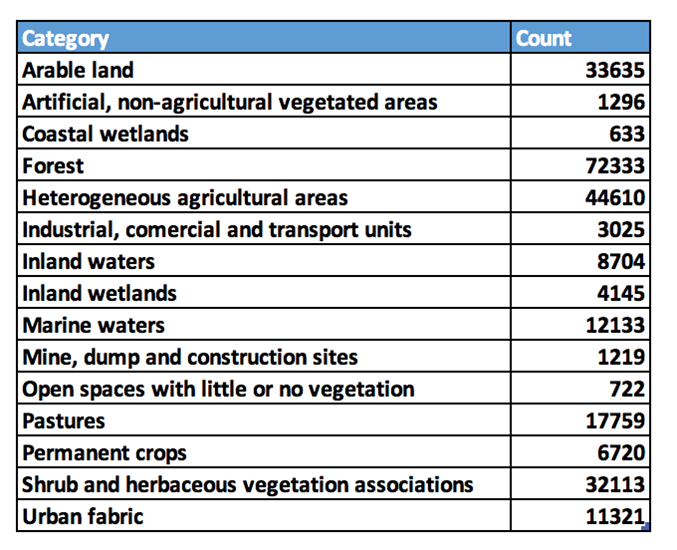 Category Count
Arable land 33635
Artificial, non-agricultural vegetated areas 1296
Coastal wetlands 633
Forest 72333
Heterogeneous agricultural areas 44610
Industrial, comercial and transport units 3025
Inland waters 8704
Inland wetlands 4145
Marine waters 12133
Mine, dump and construction sites 1219
Open spaces with little or no vegetation 722
Pastures 17759
Permanent crops 6720
Shrub and herbaceous vegetation associations 32113
Urban fabric 11321